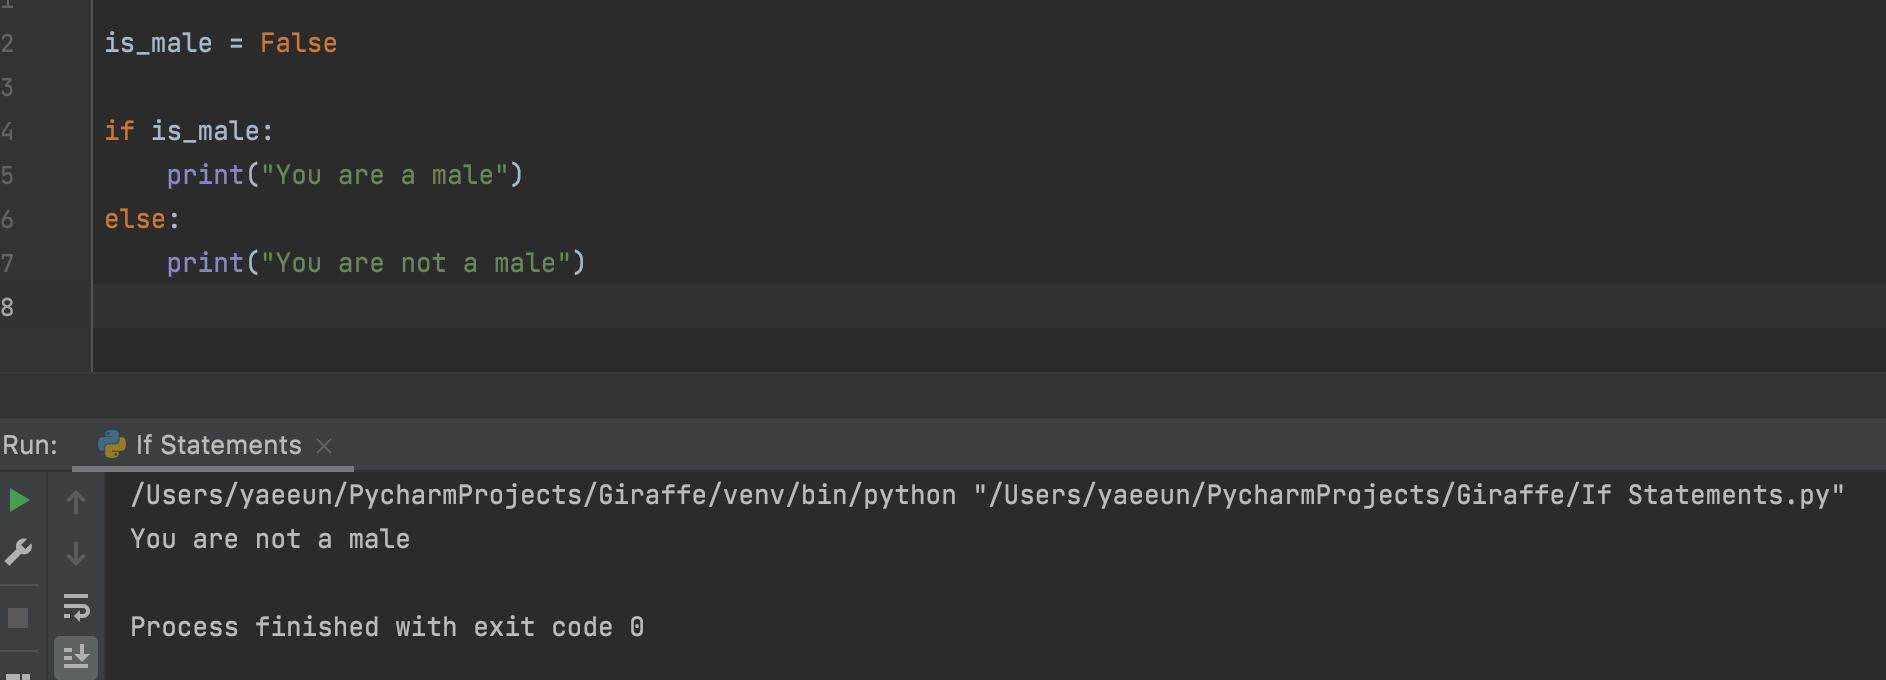 1
2 is_male = False
3
4 if is_male:
5     print("You are a male")
6 else:
7     print("You are not a male")
8
Run: If Statements
/Users/yaeeun/PycharmProjects/Giraffe/venv/bin/python "/Users/yaeeun/PycharmProjects/Giraffe/If Statements.py"
You are not a male
Process finished with exit code 0